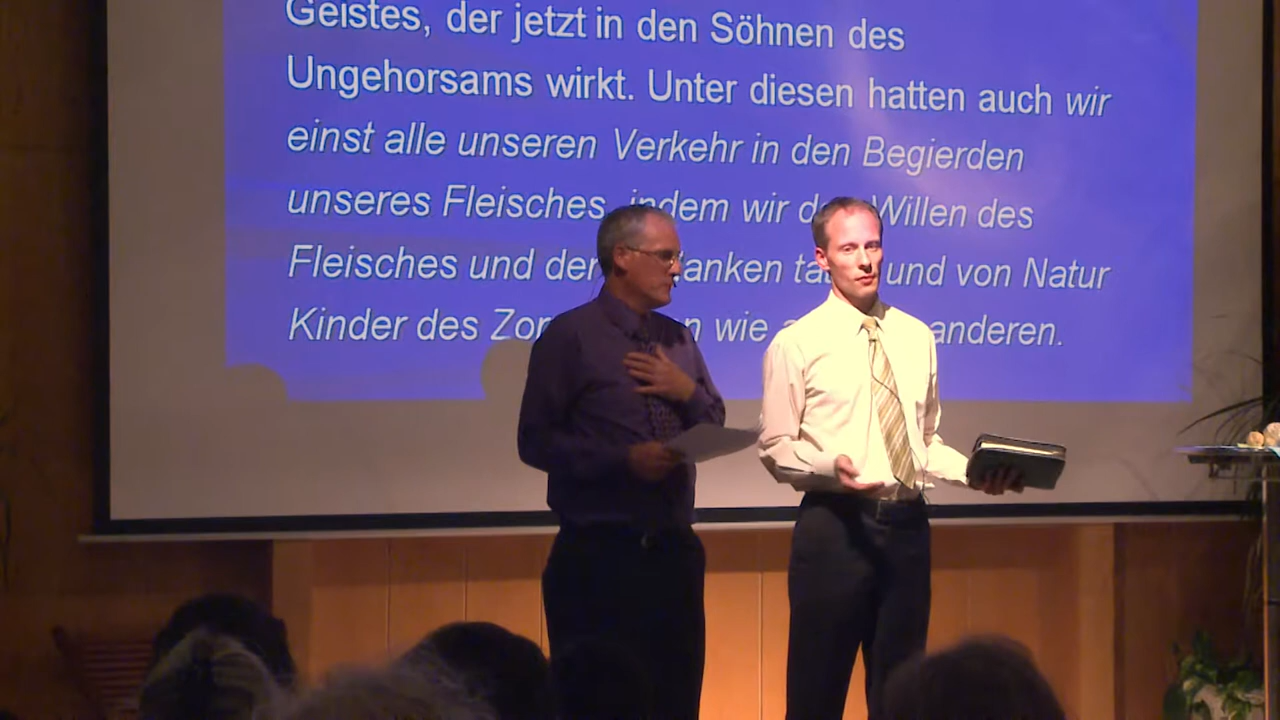 Geistes, der jetzt in den Söhnen des
Ungehorsams wirkt. Unter diesen hatten auch wir
einst alle unseren Verkehr in den Begierden
unseres Fleisches, indem wir Willen des
Fleisches und und von Natur
Kinder des wie anderen.